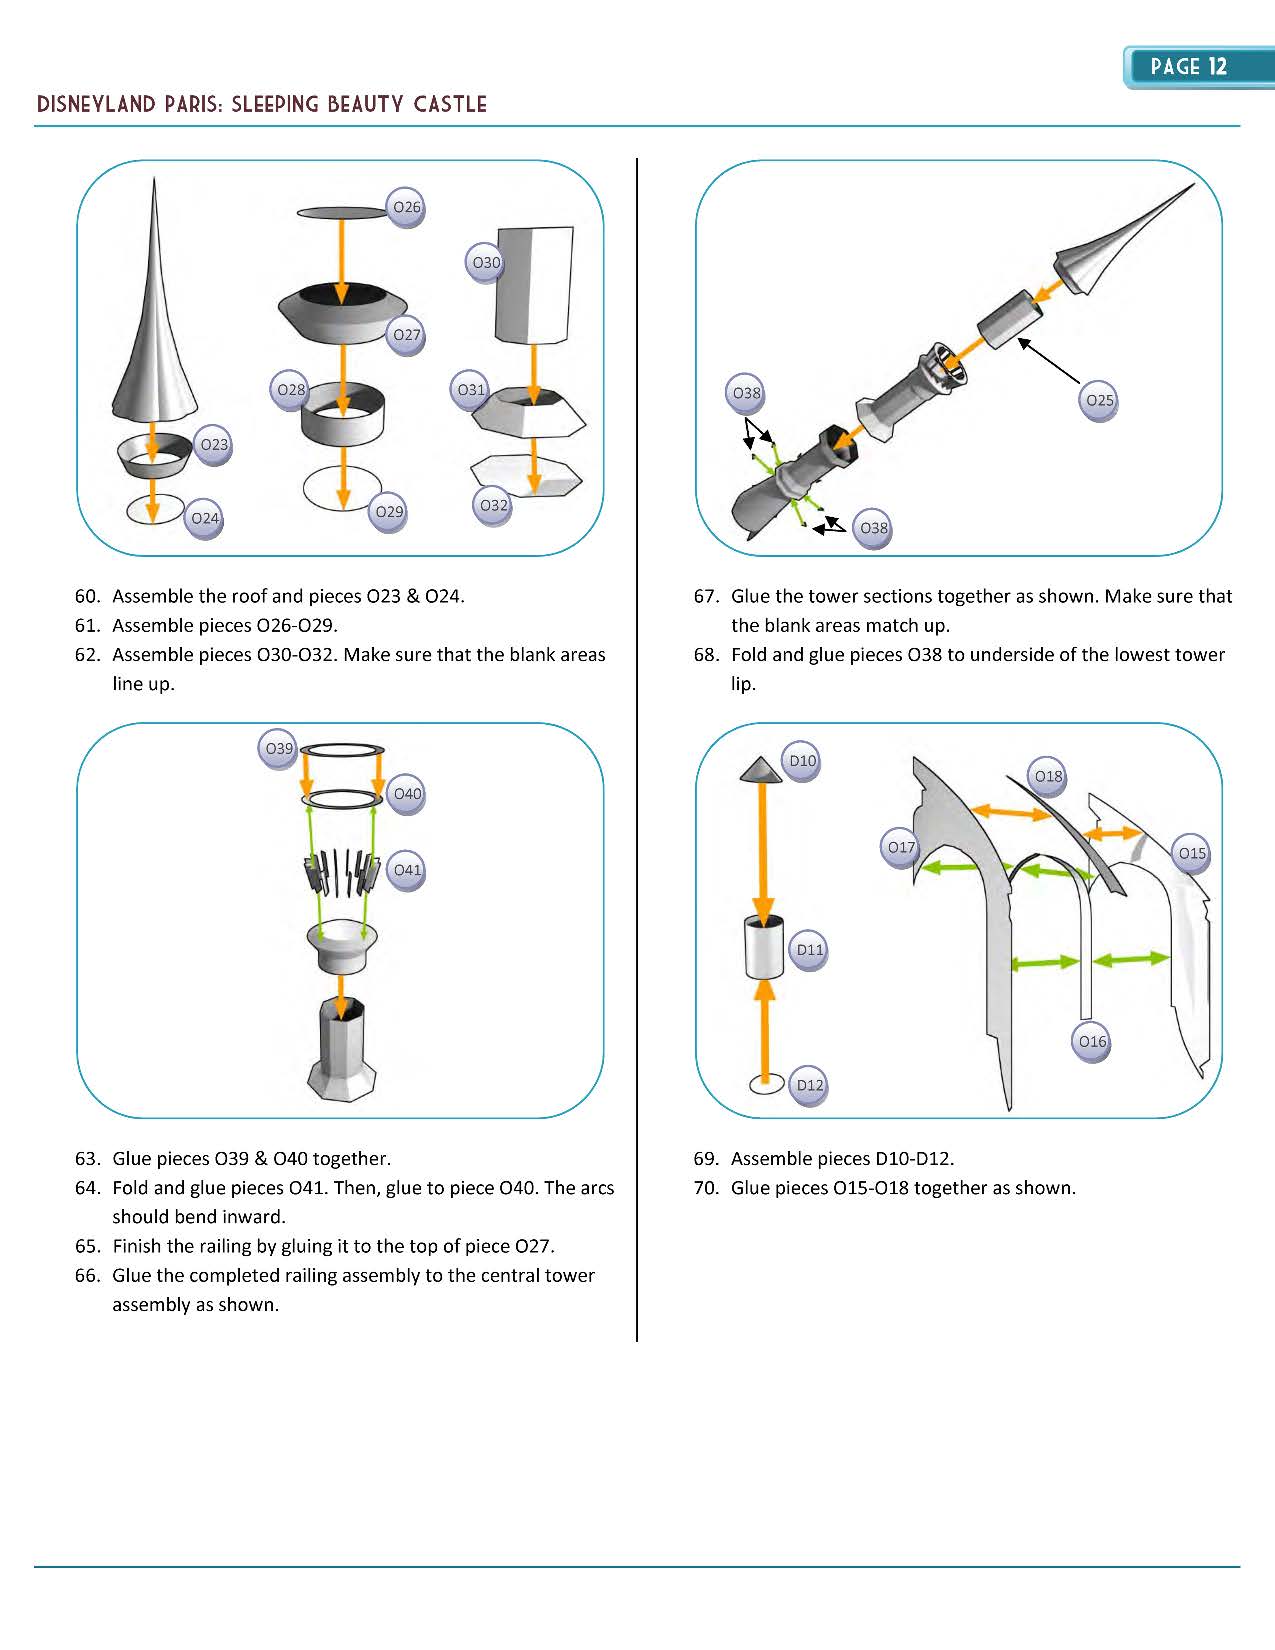 PAGE 12
DISNEYLAND PARIS: SLEEPING BEAUTY CASTLE
O26
O30
O27
O28
O31
O23
O32
O29
O24
60. Assemble the roof and pieces O23 & O24.
61. Assemble pieces O26-O29.
62. Assemble pieces O30-O32. Make sure that the blank areas
line up.
O39
O40
O41
63. Glue pieces O39 & O40 together.
64. Fold and glue pieces O41. Then, glue to piece O40. The arcs
should bend inward.
65. Finish the railing by gluing it to the top of piece O27.
66. Glue the completed railing assembly to the central tower
assembly as shown.
O38
O25
O38
67. Glue the tower sections together as shown. Make sure that
the blank areas match up.
68. Fold and glue pieces O38 to underside of the lowest tower
lip.
D10
O18
O17
O15
D11
O16
D12
69. Assemble pieces D10-D12.
70. Glue pieces O15-O18 together as shown.